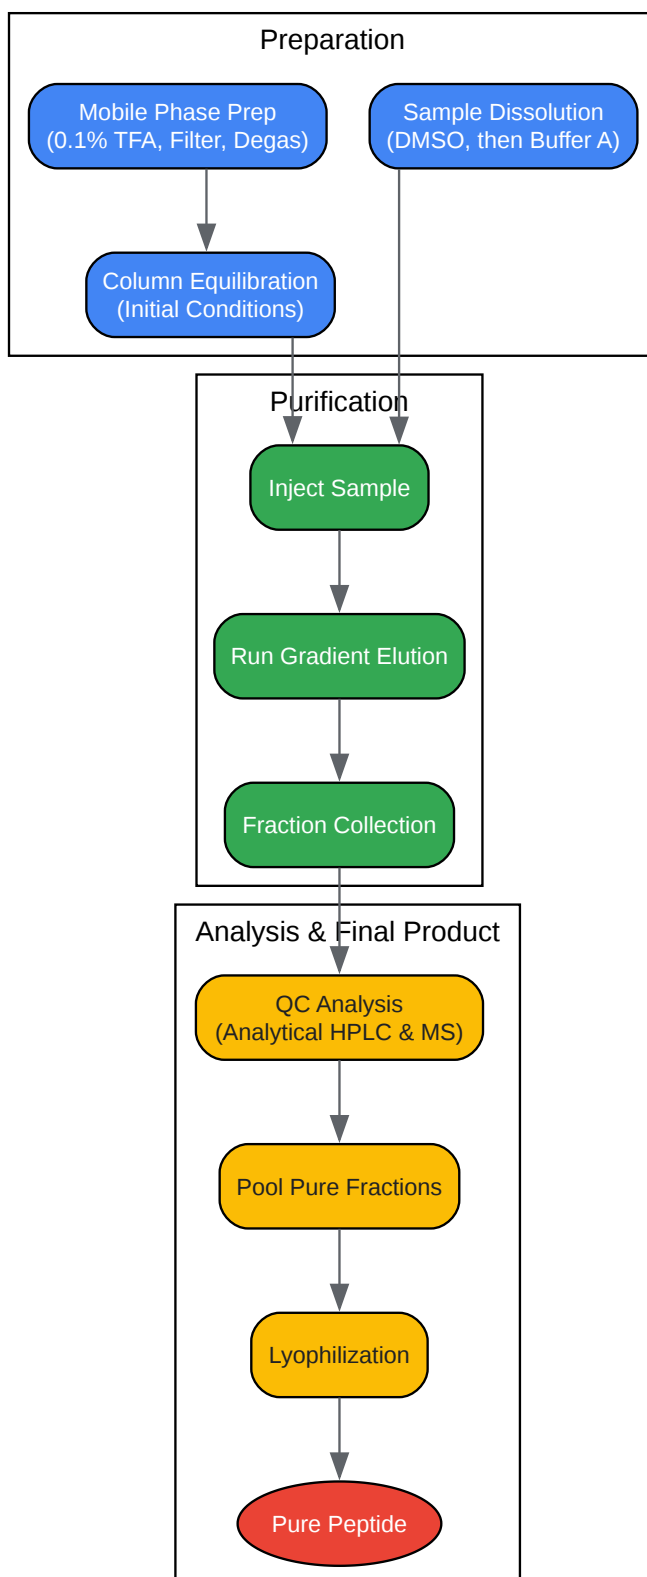 Preparation
Mobile Phase Prep
(0.1% TFA, Filter, Degas)
Sample Dissolution
(DMSO, then Buffer A)
Column Equilibration
(Initial Conditions)
Purification
Inject Sample
Run Gradient Elution
Fraction Collection
Analysis & Final Product
QC Analysis
(Analytical HPLC & MS)
Pool Pure Fractions
Lyophilization
Pure Peptide